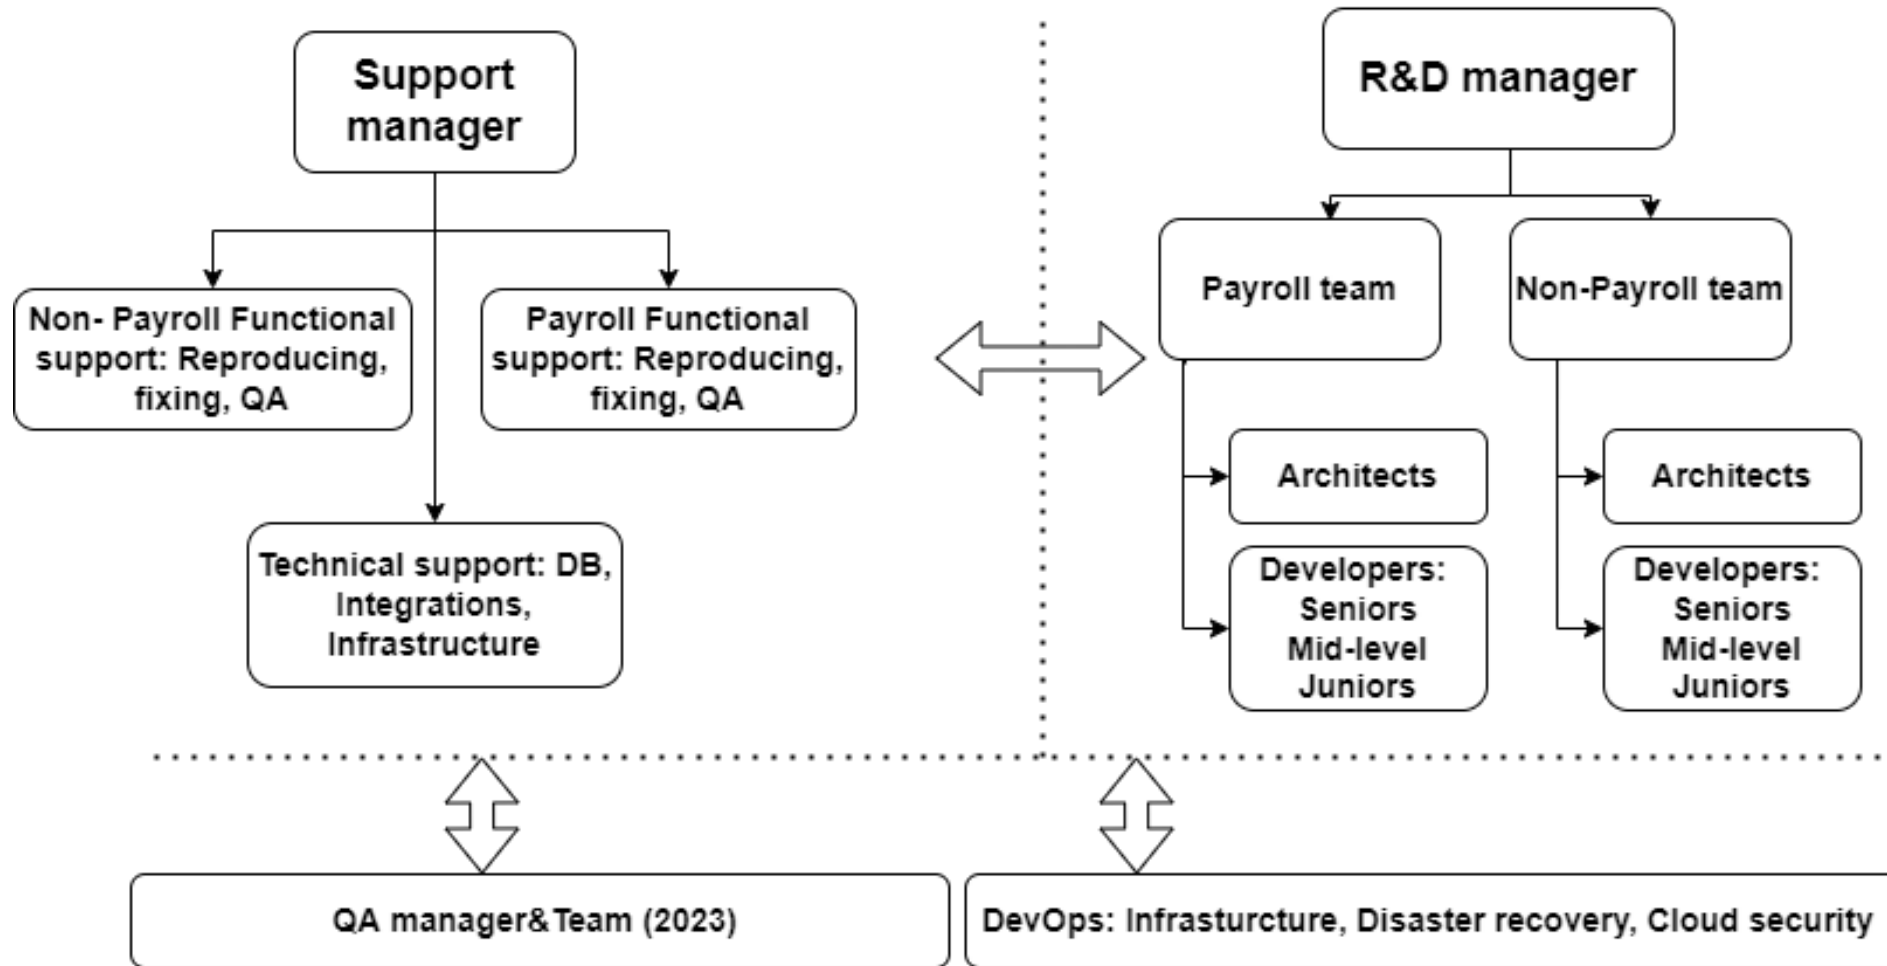 Support
manager
R&D manager
Non- Payroll Functional
support: Reproducing,
fixing, QA
Payroll Functional
support: Reproducing,
fixing, QA
Technical support: DB,
Integrations,
Infrastructure
Payroll team
Non-Payroll team
Architects
Developers:
Seniors
Mid-level
Juniors
Architects
Developers:
Seniors
Mid-level
Juniors
QA manager&Team (2023)
DevOps: Infrasturcture, Disaster recovery, Cloud security